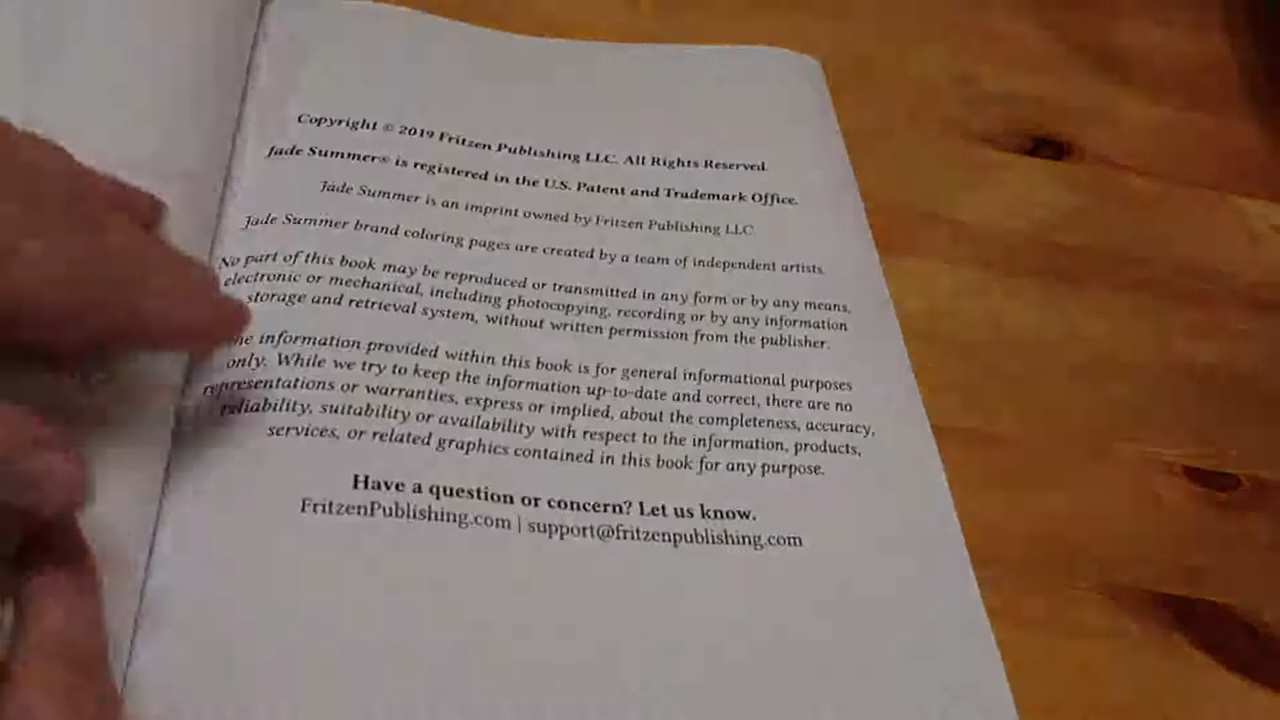 Copyright © 2019 Fritzen Publishing LLC. All Rights Reserved.
Jade Summer® is registered in the U.S. Patent and Trademark Office.
Jade Summer is an imprint owned by Fritzen Publishing LLC
Jade Summer brand coloring pages are created by a team of independent artists.
No part of this book may be reproduced or transmitted in any form or by any means,
electronic or mechanical, including photocopying, recording or by any information
storage and retrieval system, without written permission from the publisher.
he information provided within this book is for general informational purposes
only. While we try to keep the information up-to-date and correct, there are no
representations or warranties, express or implied, about the completeness, accuracy,
reliability, suitability or availability with respect to the information, products,
services, or related graphics contained in this book for any purpose.
Have a question or concern? Let us know.
FritzenPublishing.com | support@fritzenpublishing.com